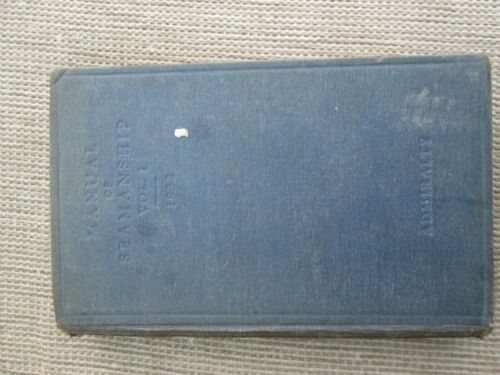 MANUAL
OF
SEAMANSHIP
VOL. I
ADMIRALTY